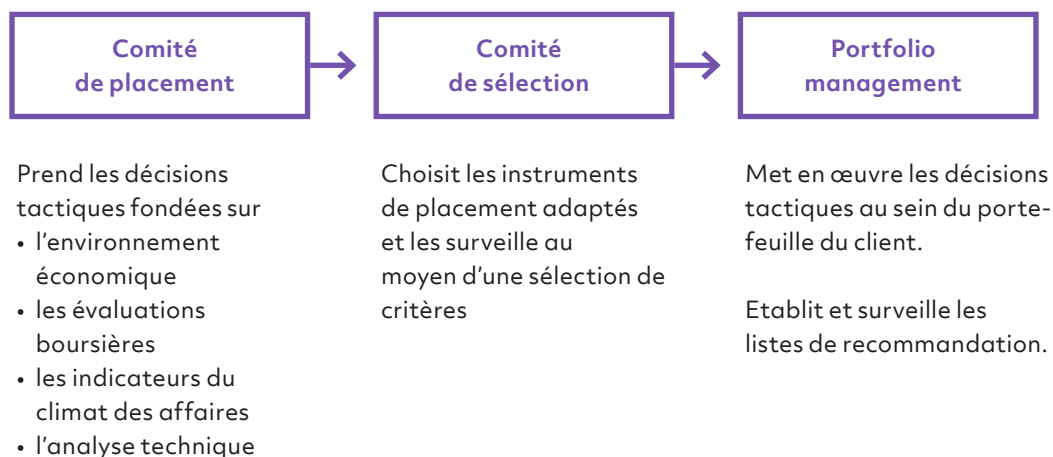 Comité
de placement
Comité
de sélection
Portfolio
management
Prend les décisions
tactiques fondées sur
• l’environnement
économique
• les évaluations
boursières
• les indicateurs du
climat des affaires
• l’analyse technique
Choisit les instruments
de placement adaptés
et les surveille au
moyen d’une sélection de
critères
Met en œuvre les décisions
tactiques au sein du porte-
feuille du client.
Etablit et surveille les
listes de recommandation.